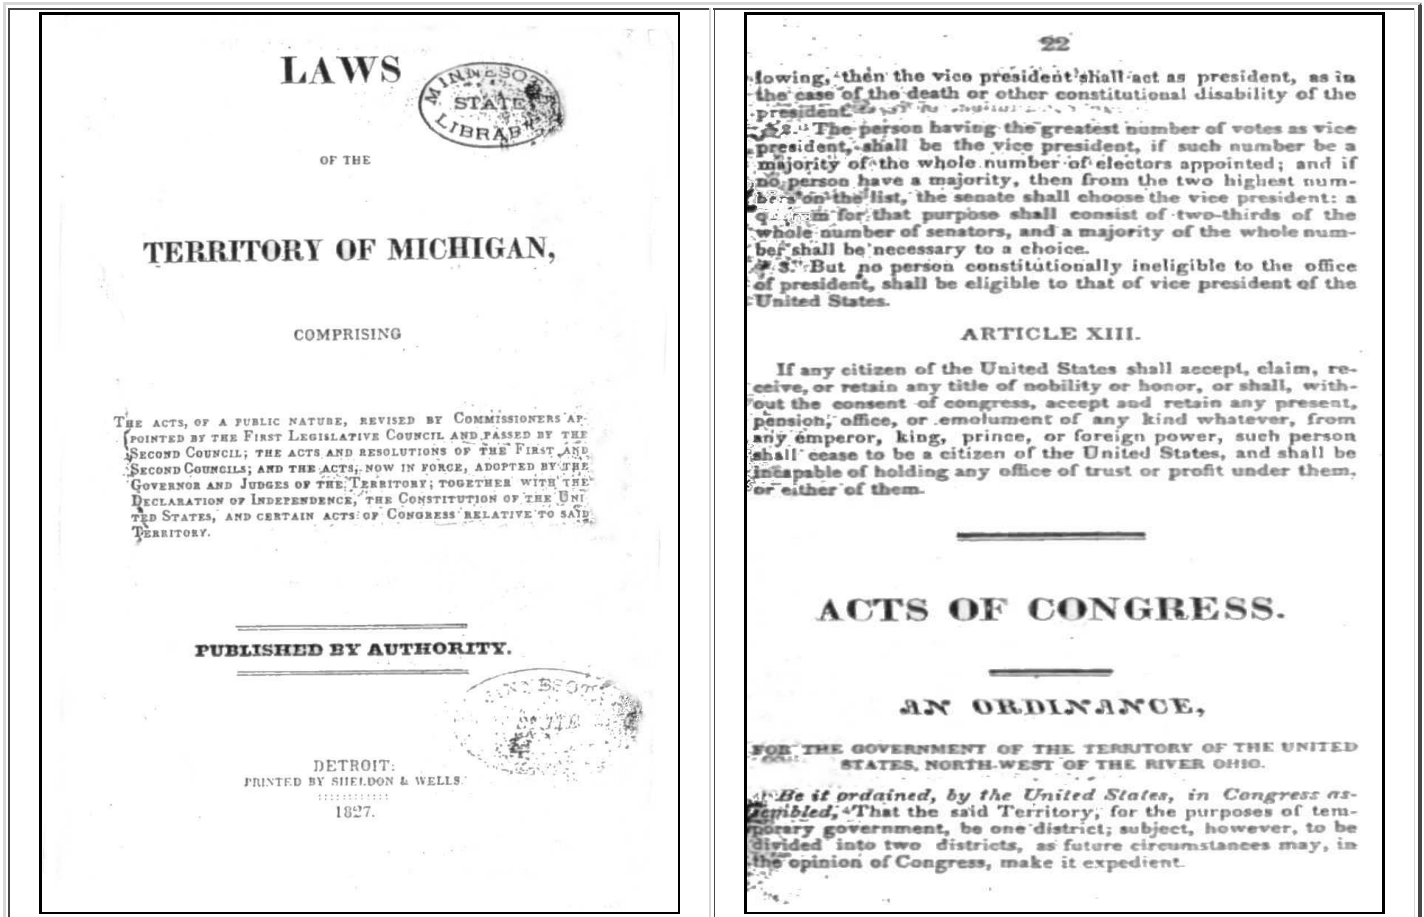 LAWS
MINNESOTA
STATE
LIBRARY
OF THE
TERRITORY OF MICHIGAN,
COMPRISING
THE ACTS, OF A PUBLIC NATURE, REVISED BY COMMISSIONERS AP-
POINTED BY THE FIRST LEGISLATIVE COUNCIL AND PASSED BY THE
SECOND COUNCIL; THE ACTS AND RESOLUTIONS OF THE FIRST AND
SECOND COUNCILS; AND THE ACTS, NOW IN FORCE, ADOPTED BY THE
GOVERNOR AND JUDGES OF THE TERRITORY; TOGETHER WITH THE
DECLARATION OF INDEPENDENCE, THE CONSTITUTION OF THE UNI
TED STATES, AND CERTAIN ACTS OF CONGRESS RELATIVE TO SAID
TERRITORY.
PUBLISHED BY AUTHORITY.
DETROIT:
PRINTED BY SHELDON & WELLS.
1827.
22
lowing, then the vice president shall act as president, as in
the case of the death or other constitutional disability of the
president.
2. The person having the greatest number of votes as vice
president, shall be the vice president, if such number be a
majority of the whole number of electors appointed; and if
no person have a majority, then from the two highest num-
bers on the list, the senate shall choose the vice president: a
for that purpose shall consist of two-thirds of the
whole number of senators, and a majority of the whole num-
ber shall be necessary to a choice.
3. But no person constitutionally ineligible to the office
of president, shall be eligible to that of vice president of the
United States.
ARTICLE XIII.
If any citizen of the United States shall accept, claim, re-
ceive, or retain any title of nobility or honor, or shall, with-
out the consent of congress, accept and retain any present,
pension, office, or emolument of any kind whatever, from
any emperor, king, prince, or foreign power, such person
shall cease to be a citizen of the United States, and shall be
incapable of holding any office of trust or profit under them,
or either of them.
ACTS OF CONGRESS.
AN ORDINANCE,
FOR THE GOVERNMENT OF THE TERRITORY OF THE UNITED
STATES, NORTH-WEST OF THE RIVER OHIO.
Be it ordained, by the United States, in Congress as-
sembled, That the said Territory, for the purposes of tem-
porary government, be one district; subject, however, to be
divided into two districts, as future circumstances may, in
the opinion of Congress, make it expedient.